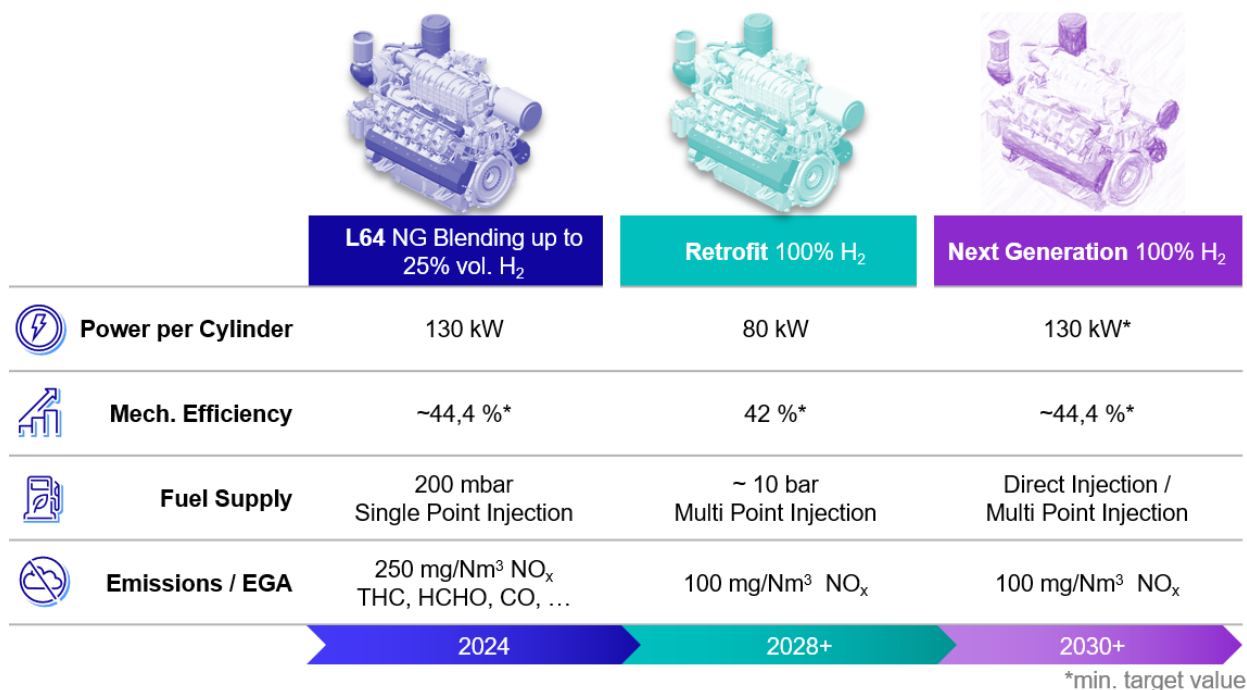 L64 NG Blending up to
25% vol. H₂
Retrofit 100% H₂
Next Generation 100% H₂
Power per Cylinder
130 kW
80 kW
130 kW*
Mech. Efficiency
~44,4 %*
42 %*
~44,4 %*
Fuel Supply
200 mbar
Single Point Injection
~ 10 bar
Multi Point Injection
Direct Injection /
Multi Point Injection
Emissions / EGA
250 mg/Nm³ NOₓ
THC, HCHO, CO, …
100 mg/Nm³ NOₓ
100 mg/Nm³ NOₓ
2024
2028+
2030+
*min. target value